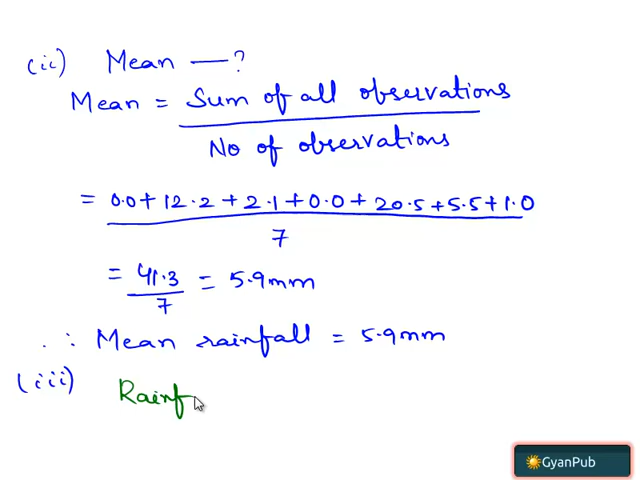 (ii) Mean — ?
Mean = Sum of all observations
No of observations
= 0.0 + 12.2 + 2.1 + 0.0 + 20.5 + 5.5 + 1.0
7
= 41.3 = 5.9mm
7
∴ Mean rainfall = 5.9mm
(iii) Rainf
GyanPub